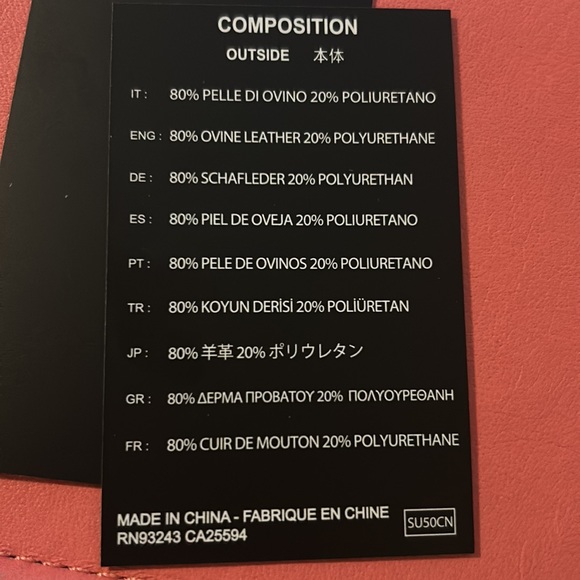 COMPOSITION
OUTSIDE 本体
IT : 80% PELLE DI OVINO 20% POLIURETANO
ENG : 80% OVINE LEATHER 20% POLYURETHANE
DE : 80% SCHAFLEDER 20% POLYURETHAN
ES : 80% PIEL DE OVEJA 20% POLIURETANO
PT : 80% PELE DE OVINOS 20% POLIURETANO
TR : 80% KOYUN DERİSİ 20% POLİÜRETAN
JP : 80% 羊革 20% ポリウレタン
GR : 80% ΔΕΡΜΑ ΠΡΟΒΑΤΟΥ 20% ΠΟΛΥΟΥΡΕΘΑΝΗ
FR : 80% CUIR DE MOUTON 20% POLYURETHANE
MADE IN CHINA - FABRIQUE EN CHINE
RN93243 CA25594
SU50CN